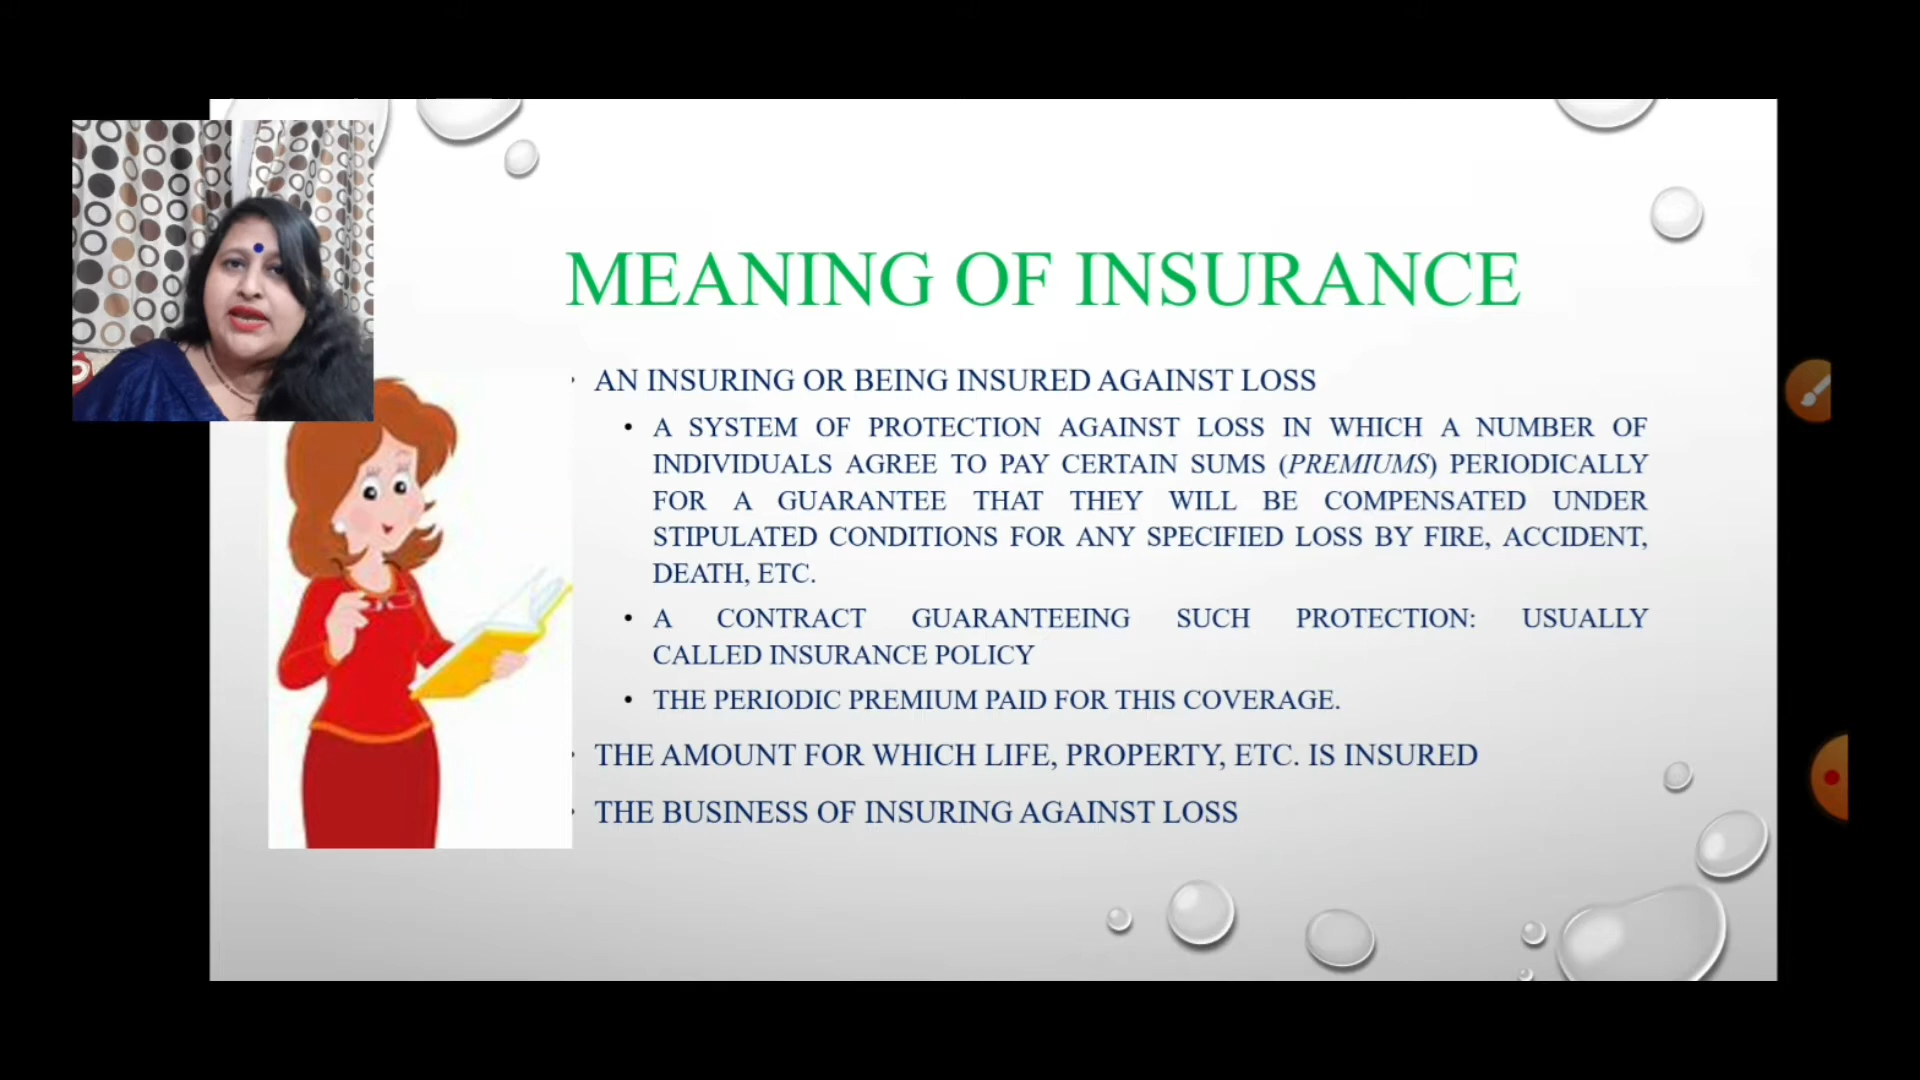 MEANING OF INSURANCE
AN INSURING OR BEING INSURED AGAINST LOSS
A SYSTEM OF PROTECTION AGAINST LOSS IN WHICH A NUMBER OF
INDIVIDUALS AGREE TO PAY CERTAIN SUMS (PREMIUMS) PERIODICALLY
FOR A GUARANTEE THAT THEY WILL BE COMPENSATED UNDER
STIPULATED CONDITIONS FOR ANY SPECIFIED LOSS BY FIRE, ACCIDENT,
DEATH, ETC.
A CONTRACT GUARANTEEING SUCH PROTECTION: USUALLY
CALLED INSURANCE POLICY
THE PERIODIC PREMIUM PAID FOR THIS COVERAGE.
THE AMOUNT FOR WHICH LIFE, PROPERTY, ETC. IS INSURED
THE BUSINESS OF INSURING AGAINST LOSS